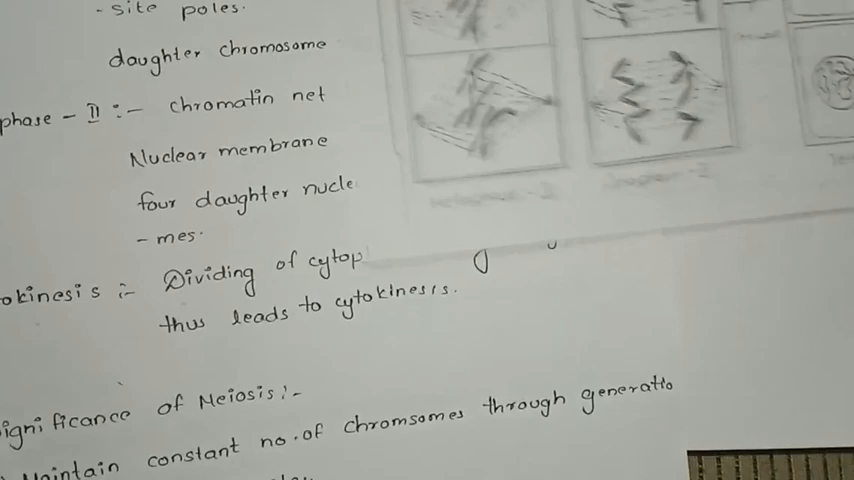 -site poles.
daughter chromosome
phase - II :- chromatin net
Nuclear membrane
four daughter nucle
- mes.
okinesis :- Dividing of cytop
thus leads to cytokinesis.
ignificance of Meiosis :-
Maintain constant no. of chromsomes through generatio